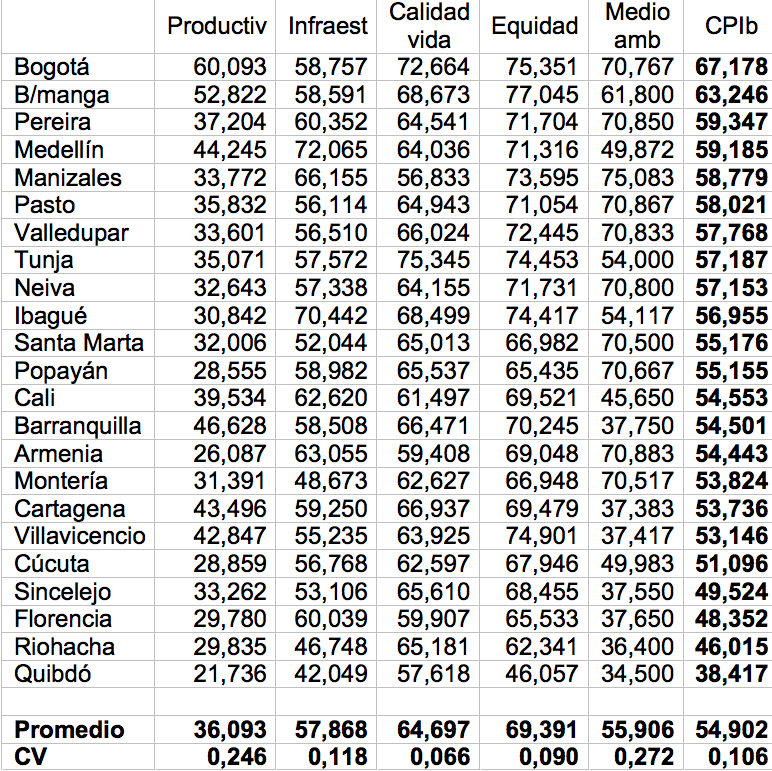 Productiv Infraest Calidad vida Equidad Medio amb CPIb
Bogotá 60,093 58,757 72,664 75,351 70,767 67,178
B/manga 52,822 58,591 68,673 77,045 61,800 63,246
Pereira 37,204 60,352 64,541 71,704 70,850 59,347
Medellín 44,245 72,065 64,036 71,316 49,872 59,185
Manizales 33,772 66,155 56,833 73,595 75,083 58,779
Pasto 35,832 56,114 64,943 71,054 70,867 58,021
Valledupar 33,601 56,510 66,024 72,445 70,833 57,768
Tunja 35,071 57,572 75,345 74,453 54,000 57,187
Neiva 32,643 57,338 64,155 71,731 70,800 57,153
Ibagué 30,842 70,442 68,499 74,417 54,117 56,955
Santa Marta 32,006 52,044 65,013 66,982 70,500 55,176
Popayán 28,555 58,982 65,537 65,435 70,667 55,155
Cali 39,534 62,620 61,497 69,521 45,650 54,553
Barranquilla 46,628 58,508 66,471 70,245 37,750 54,501
Armenia 26,087 63,055 59,408 69,048 70,883 54,443
Montería 31,391 48,673 62,627 66,948 70,517 53,824
Cartagena 43,496 59,250 66,937 69,479 37,383 53,736
Villavicencio 42,847 55,235 63,925 74,901 37,417 53,146
Cúcuta 28,859 56,768 62,597 67,946 49,983 51,096
Sincelejo 33,262 53,106 65,610 68,455 37,550 49,524
Florencia 29,780 60,039 59,907 65,533 37,650 48,352
Riohacha 29,835 46,748 65,181 62,341 36,400 46,015
Quibdó 21,736 42,049 57,618 46,057 34,500 38,417
Promedio 36,093 57,868 64,697 69,391 55,906 54,902
CV 0,246 0,118 0,066 0,090 0,272 0,106